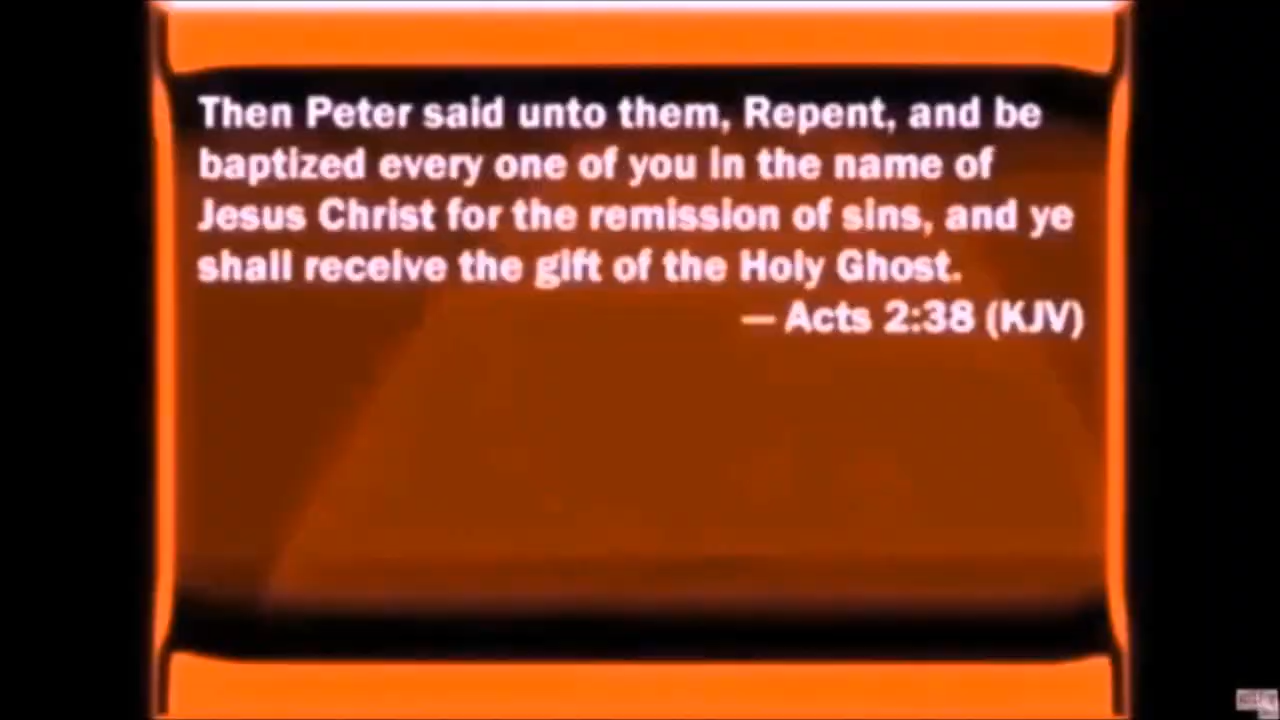 Then Peter said unto them, Repent, and be
baptized every one of you in the name of
Jesus Christ for the remission of sins, and ye
shall receive the gift of the Holy Ghost.
— Acts 2:38 (KJV)